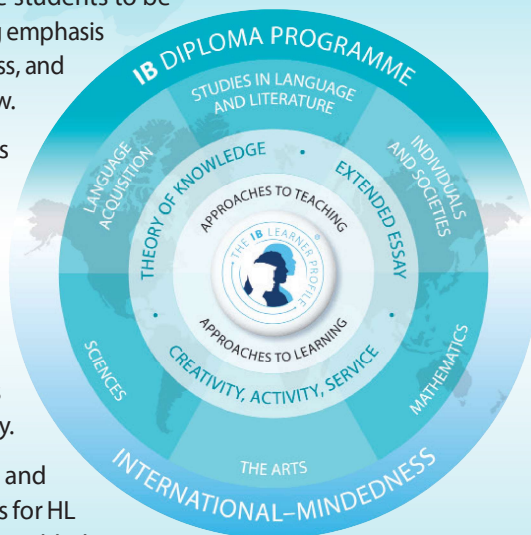 e students to be
g emphasis
ss, and
w.
s
y.
and
s for HL
IB DIPLOMA PROGRAMME
STUDIES IN LANGUAGE
AND LITERATURE
LANGUAGE
ACQUISITION
INDIVIDUALS
AND SOCIETIES
THEORY OF KNOWLEDGE
EXTENDED ESSAY
APPROACHES TO TEACHING
THE IB LEARNER PROFILE
APPROACHES TO LEARNING
CREATIVITY, ACTIVITY, SERVICE
SCIENCES
MATHEMATICS
THE ARTS
INTERNATIONAL–MINDEDNESS